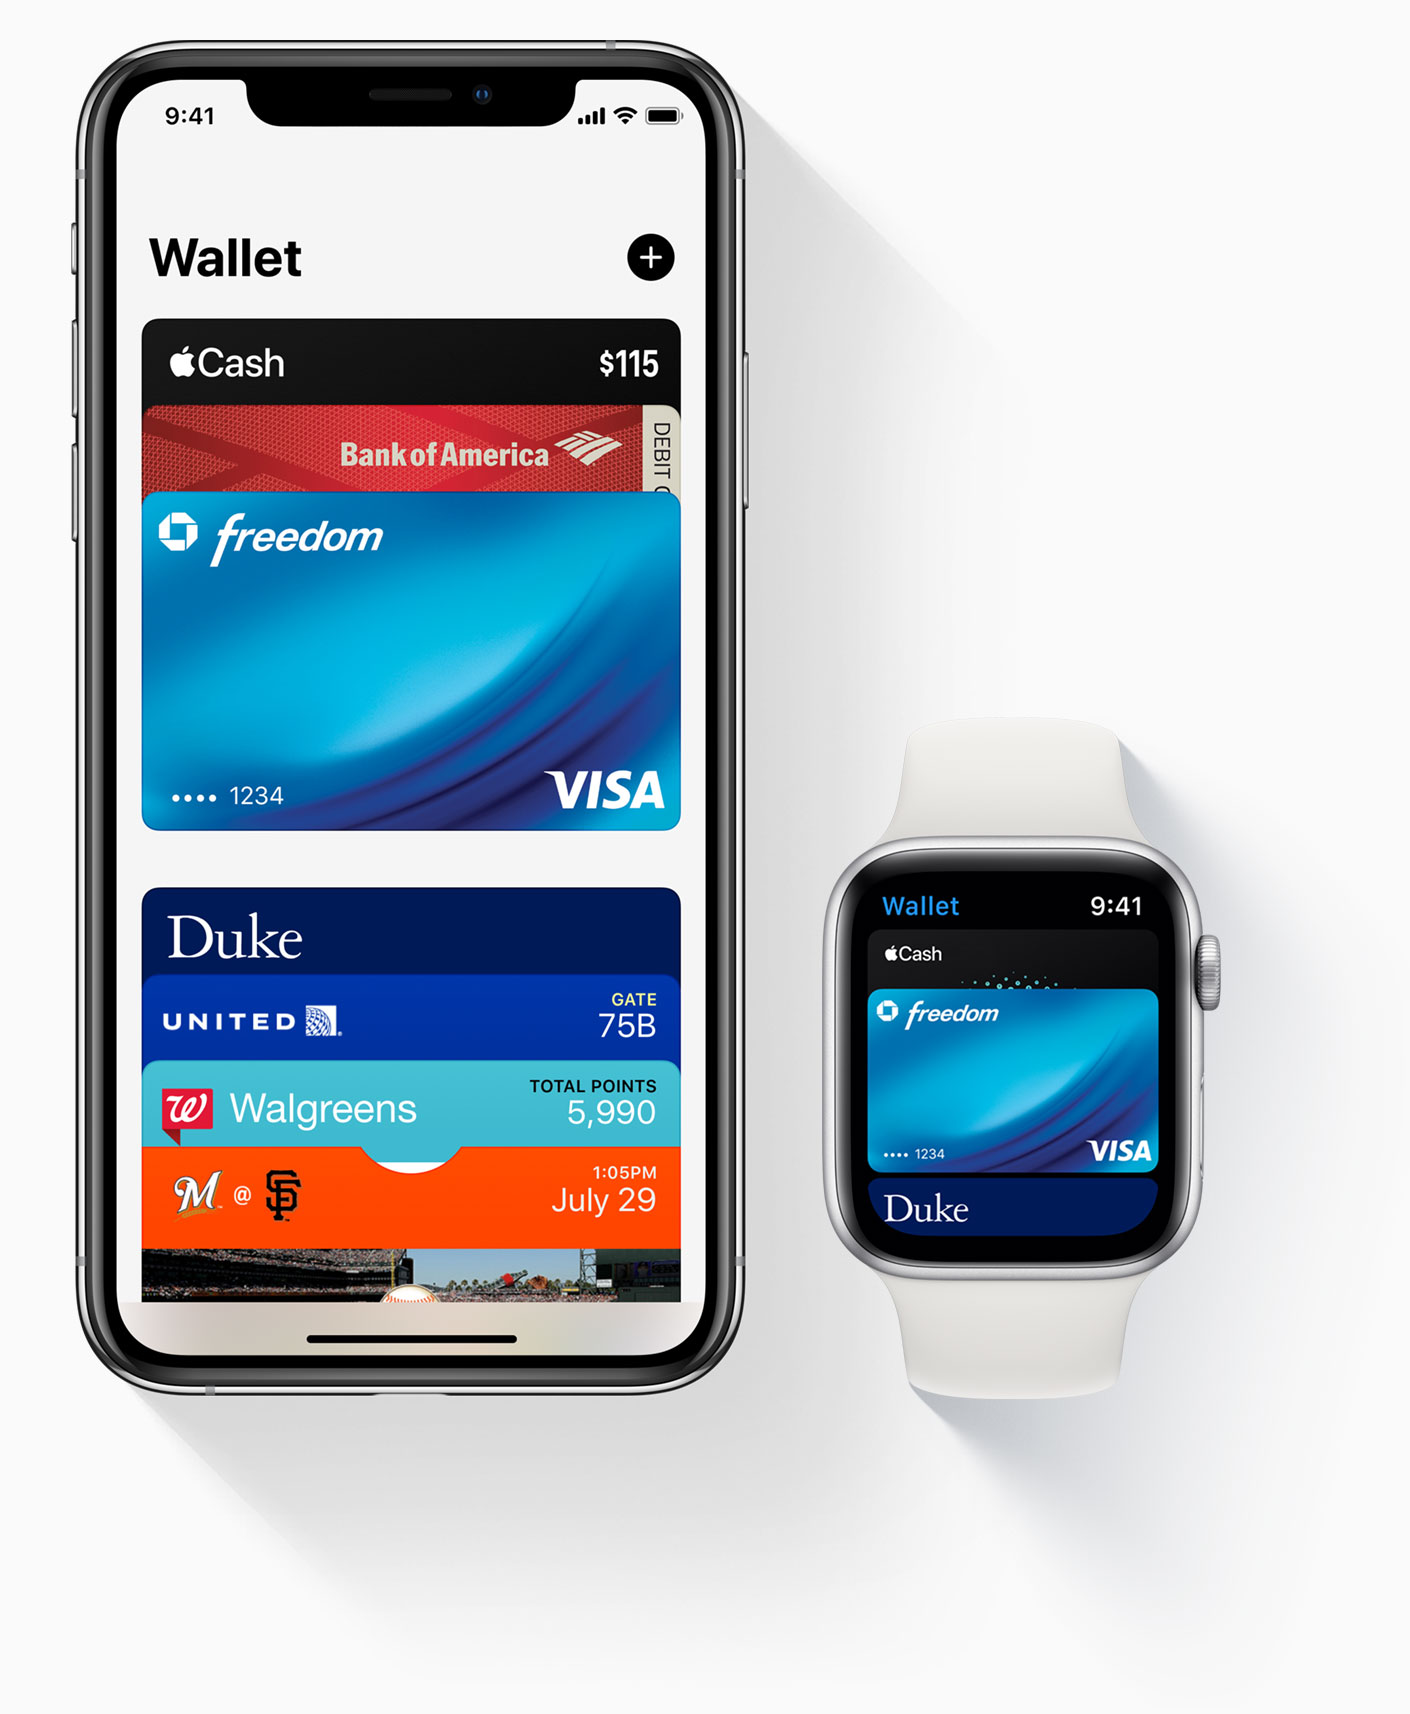 9:41
Wallet
Cash $115
Bank of America
DEBIT
freedom
1234
VISA
Duke
UNITED
GATE
75B
Walgreens
TOTAL POINTS
5,990
M @ SF
1:05PM
July 29
Wallet 9:41
Cash
freedom
1234
VISA
Duke